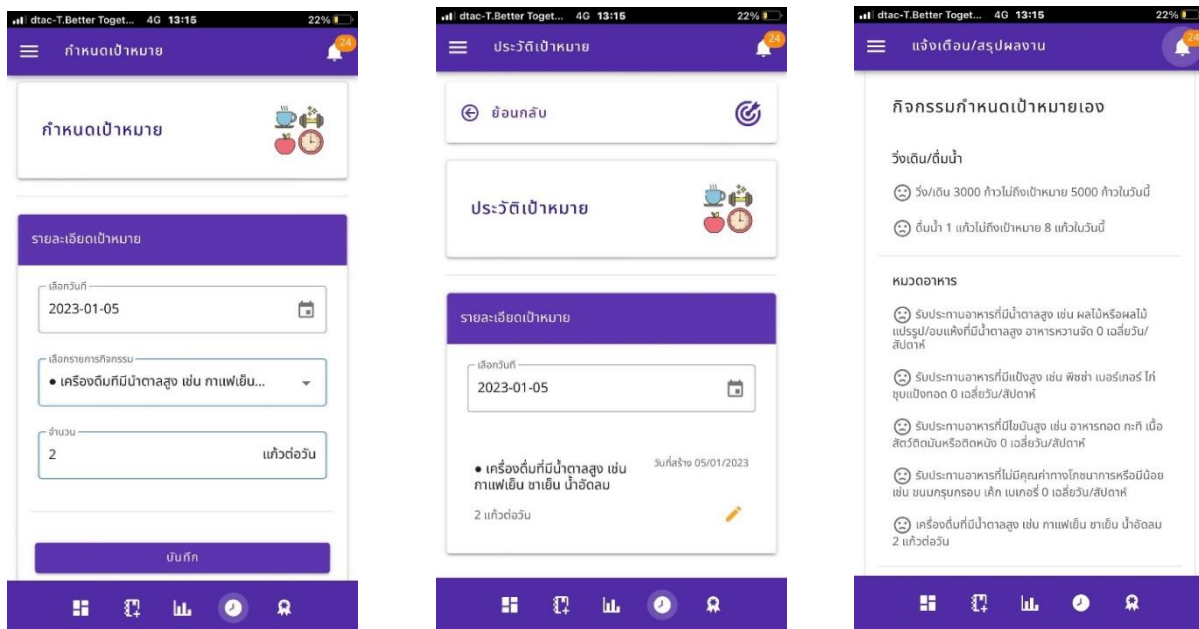 dtac-T.Better Toget... 4G 13:15 22%
กำหนดเป้าหมาย 24
กำหนดเป้าหมาย
รายละเอียดเป้าหมาย
เลือกวันที่
2023-01-05
เลือกรายการกิจกรรม
● เครื่องดื่มที่มีน้ำตาลสูง เช่น กาแฟเย็น...
จำนวน
2 แก้วต่อวัน
บันทึก
dtac-T.Better Toget... 4G 13:15 22%
ประวัติเป้าหมาย 24
ย้อนกลับ
ประวัติเป้าหมาย
รายละเอียดเป้าหมาย
เลือกวันที่
2023-01-05
● เครื่องดื่มที่มีน้ำตาลสูง เช่น วันที่สร้าง 05/01/2023
กาแฟเย็น ชาเย็น น้ำอัดลม
2 แก้วต่อวัน
dtac-T.Better Toget... 4G 13:15 22%
แจ้งเตือน/สรุปผลงาน 24
กิจกรรมกำหนดเป้าหมายเอง
วิ่งเดิน/ดื่มน้ำ
วิ่ง/เดิน 3000 ก้าวไม่ถึงเป้าหมาย 5000 ก้าวในวันนี้
ดื่มน้ำ 1 แก้วไม่ถึงเป้าหมาย 8 แก้วในวันนี้
หมวดอาหาร
รับประทานอาหารที่มีน้ำตาลสูง เช่น ผลไม้หรือผลไม้
แปรรูป/อบแห้งที่มีน้ำตาลสูง อาหารหวานจัด 0 เฉลี่ยวัน/
สัปดาห์
รับประทานอาหารที่มีแป้งสูง เช่น พิซซ่า เบอร์เกอร์ ไก่
ชุบแป้งทอด 0 เฉลี่ยวัน/สัปดาห์
รับประทานอาหารที่มีไขมันสูง เช่น อาหารทอด กะทิ เนื้อ
สัตว์ติดมันหรือติดหนัง 0 เฉลี่ยวัน/สัปดาห์
รับประทานอาหารที่ไม่มีคุณค่าทางโภชนาการหรือมีน้อย
เช่น ขนมกรุบกรอบ เค้ก เบเกอรี่ 0 เฉลี่ยวัน/สัปดาห์
เครื่องดื่มที่มีน้ำตาลสูง เช่น กาแฟเย็น ชาเย็น น้ำอัดลม
2 แก้วต่อวัน